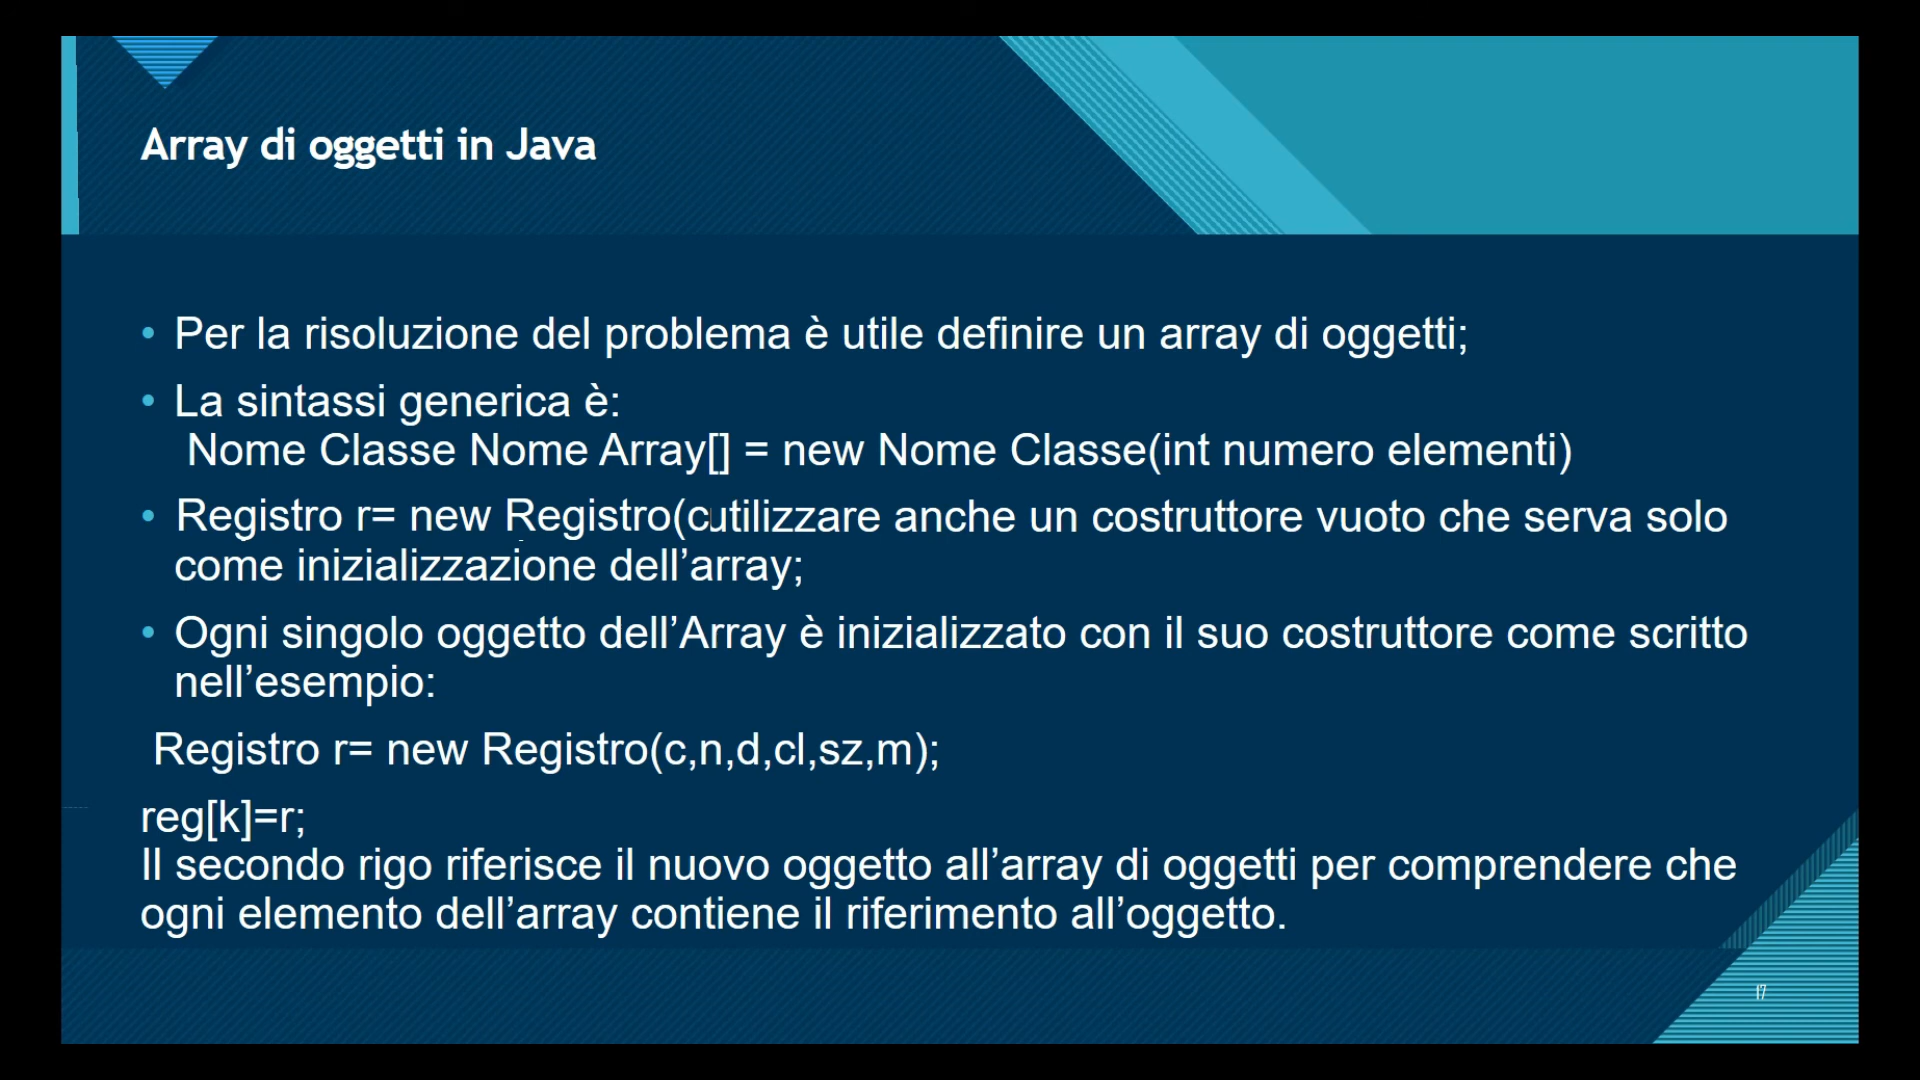 Array di oggetti in Java
• Per la risoluzione del problema è utile definire un array di oggetti;
• La sintassi generica è:
Nome Classe Nome Array[] = new Nome Classe(int numero elementi)
• Registro r= new Registro(cutilizzare anche un costruttore vuoto che serva solo
come inizializzazione dell’array;
• Ogni singolo oggetto dell’Array è inizializzato con il suo costruttore come scritto
nell’esempio:
Registro r= new Registro(c,n,d,cl,sz,m);
reg[k]=r;
Il secondo rigo riferisce il nuovo oggetto all’array di oggetti per comprendere che
ogni elemento dell’array contiene il riferimento all’oggetto.
17